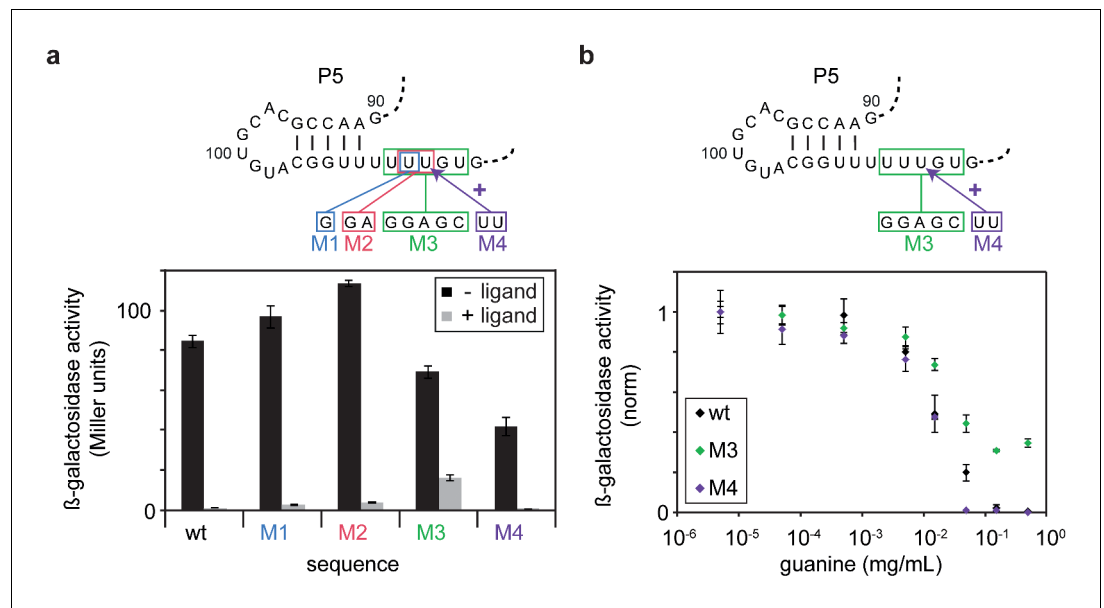 a
P5
90
A C G C C A A G
C
G
100
U
G U A C G G U U U U U U G U G
+
G G A G G A G C U U
M1 M2 M3 M4
ß-galactosidase activity
(Miller units)
100
0
- ligand
+ ligand
wt M1 M2 M3 M4
sequence
b
P5
90
A C G C C A A G
C
G
100
U
G U A C G G U U U U U U G U G
+
G G A G C U U
M3 M4
ß-galactosidase activity
(norm)
1
0
wt
M3
M4
10-6 10-5 10-4 10-3 10-2 10-1 100
guanine (mg/mL)